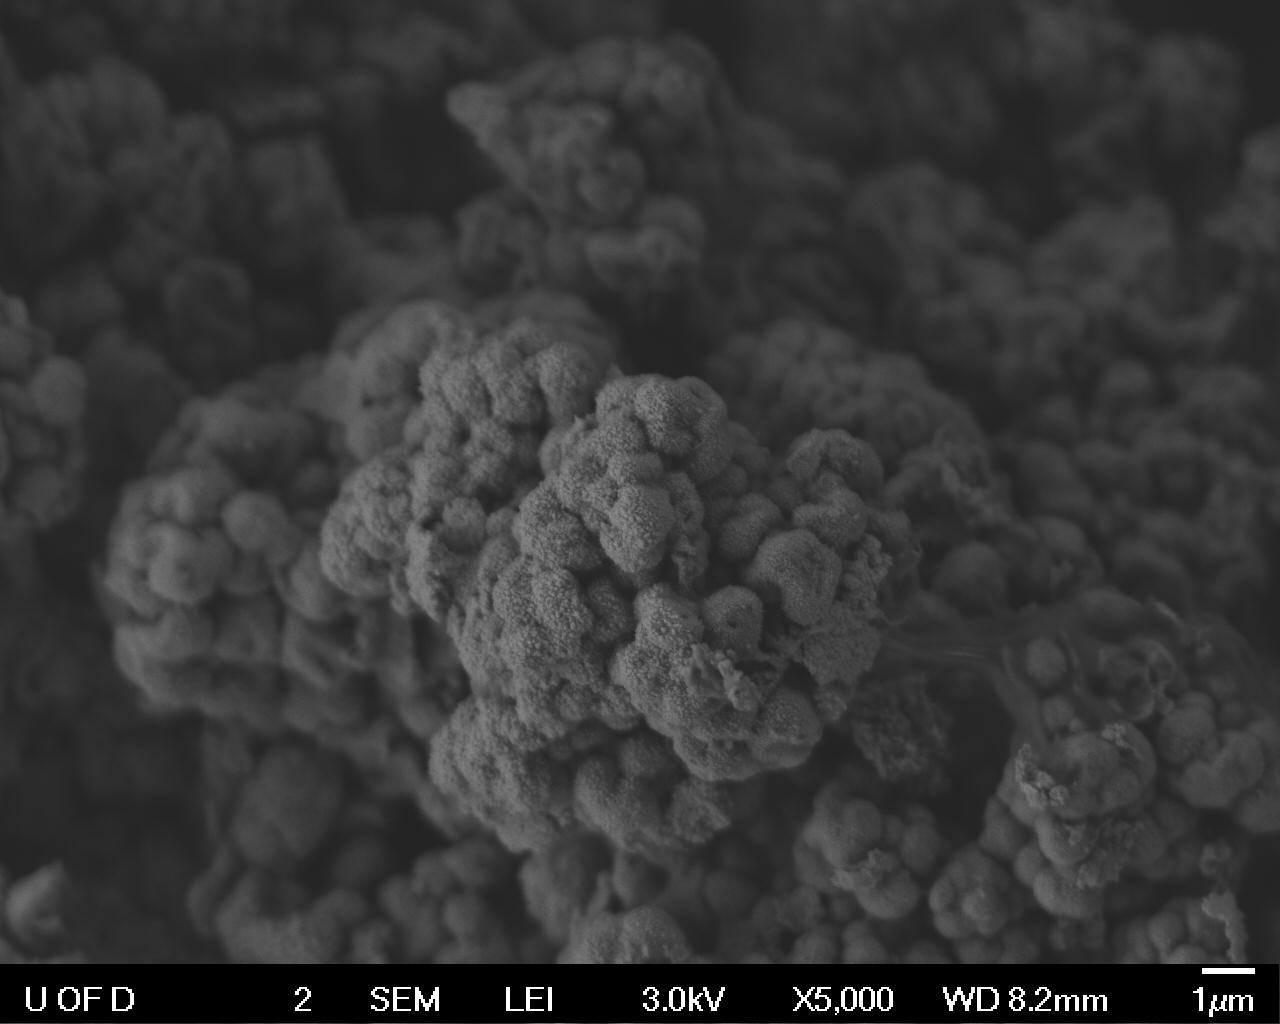 U OF D 2 SEM LEI 3.0kV X5,000 WD 8.2mm 1μm